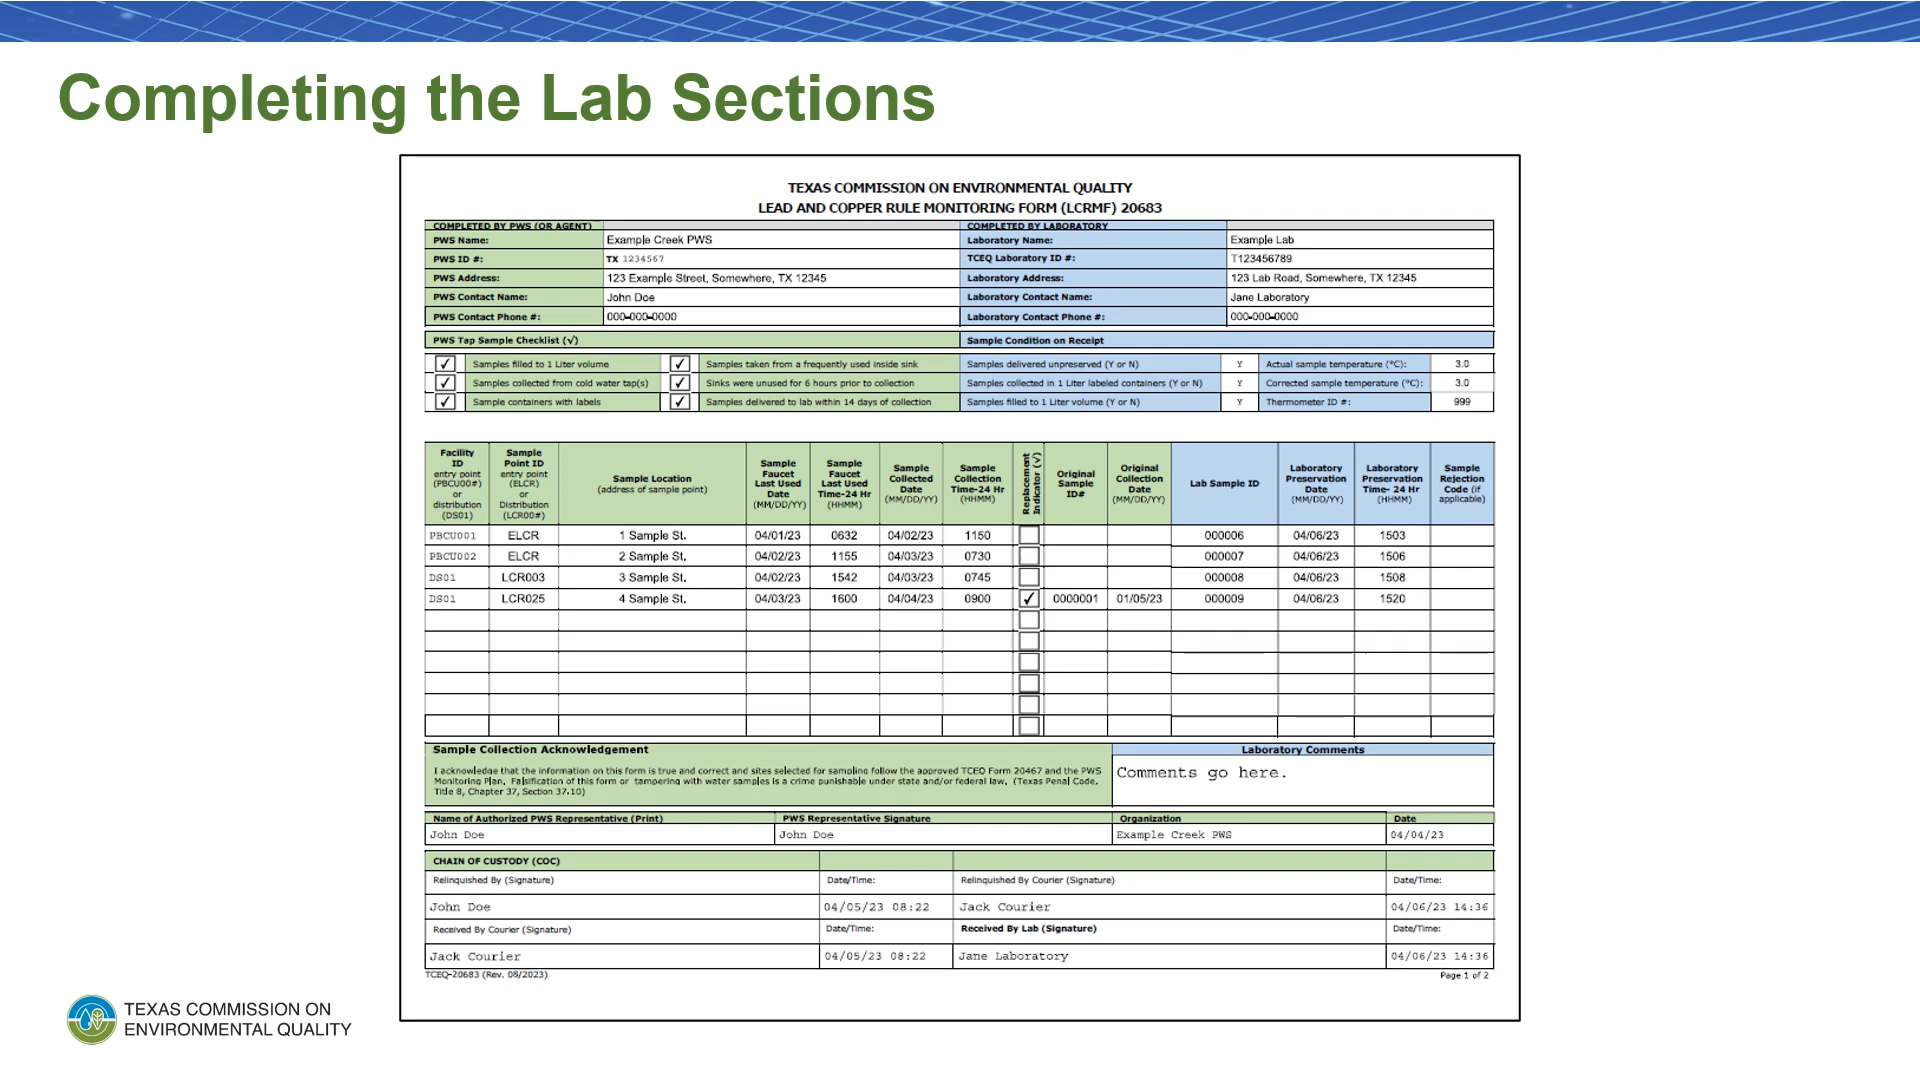 Completing the Lab Sections
TEXAS COMMISSION ON ENVIRONMENTAL QUALITY
LEAD AND COPPER RULE MONITORING FORM (LCRMF) 20683
COMPLETED BY PWS (OR AGENT) COMPLETED BY LABORATORY
PWS Name: Example Creek PWS Laboratory Name: Example Lab
PWS ID #: TX 1234567 TCEQ Laboratory ID #: T123456789
PWS Address: 123 Example Street, Somewhere, TX 12345 Laboratory Address: 123 Lab Road, Somewhere, TX 12345
PWS Contact Name: John Doe Laboratory Contact Name: Jane Laboratory
PWS Contact Phone #: 000-000-0000 Laboratory Contact Phone #: 000-000-0000
PWS Tap Sample Checklist (√) Sample Condition on Receipt
✓ Samples filled to 1 Liter volume ✓ Samples taken from a frequently used inside sink Samples delivered unpreserved (Y or N) Y Actual sample temperature (°C): 3.0
✓ Samples collected from cold water tap(s) ✓ Sinks were unused for 6 hours prior to collection Samples collected in 1 Liter labeled containers (Y or N) Y Corrected sample temperature (°C): 3.0
✓ Sample containers with labels ✓ Samples delivered to lab within 14 days of collection Samples filled to 1 Liter volume (Y or N) Y Thermometer ID #: 999
Facility ID entry point (PBCU00#) or distribution (DS01)
Sample Point ID entry point (ELCR) or Distribution (LCR00#)
Sample Location (address of sample point)
Sample Faucet Last Used Date (MM/DD/YY)
Sample Faucet Last Used Time-24 Hr (HHMM)
Sample Collected Date (MM/DD/YY)
Sample Collection Time-24 Hr (HHMM)
Replacement Indicator (√)
Original Sample ID#
Original Collection Date (MM/DD/YY)
Lab Sample ID
Laboratory Preservation Date (MM/DD/YY)
Laboratory Preservation Time- 24 Hr (HHMM)
Sample Rejection Code (if applicable)
PBCU001 ELCR 1 Sample St. 04/01/23 0632 04/02/23 1150 000006 04/06/23 1503
PBCU002 ELCR 2 Sample St. 04/02/23 1155 04/03/23 0730 000007 04/06/23 1506
DS01 LCR003 3 Sample St. 04/02/23 1542 04/03/23 0745 000008 04/06/23 1508
DS01 LCR025 4 Sample St. 04/03/23 1600 04/04/23 0900 ✓ 0000001 01/05/23 000009 04/06/23 1520
Sample Collection Acknowledgement Laboratory Comments
I acknowledge that the information on this form is true and correct and sites selected for sampling follow the approved TCEQ Form 20467 and the PWS
Monitoring Plan. Falsification of this form or tampering with water samples is a crime punishable under state and/or federal law. (Texas Penal Code,
Title 8, Chapter 37, Section 37.10)
Comments go here.
Name of Authorized PWS Representative (Print) PWS Representative Signature Organization Date
John Doe John Doe Example Creek PWS 04/04/23
CHAIN OF CUSTODY (COC)
Relinquished By (Signature) Date/Time: Relinquished By Courier (Signature) Date/Time:
John Doe 04/05/23 08:22 Jack Courier 04/06/23 14:36
Received By Courier (Signature) Date/Time: Received By Lab (Signature) Date/Time:
Jack Courier 04/05/23 08:22 Jane Laboratory 04/06/23 14:36
TCEQ-20683 (Rev. 08/2023) Page 1 of 2
TEXAS COMMISSION ON
ENVIRONMENTAL QUALITY